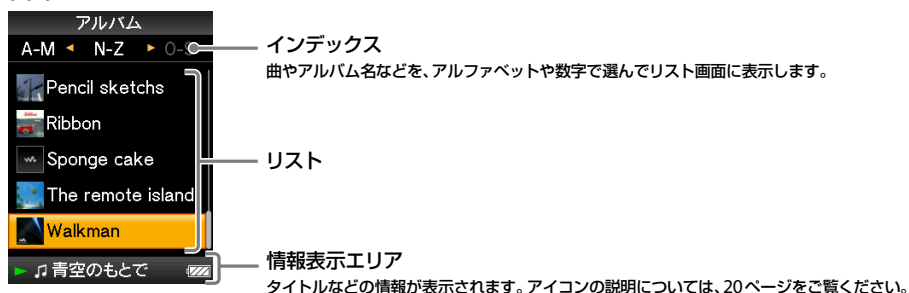 アルバム
A-M ◀ N-Z ▶ 0-9
インデックス
曲やアルバム名などを、アルファベットや数字で選んでリスト画面に表示します。
Pencil sketchs
Ribbon
Sponge cake
The remote island
Walkman
リスト
青空のもとで
情報表示エリア
タイトルなどの情報が表示されます。アイコンの説明については、20ページをご覧ください。